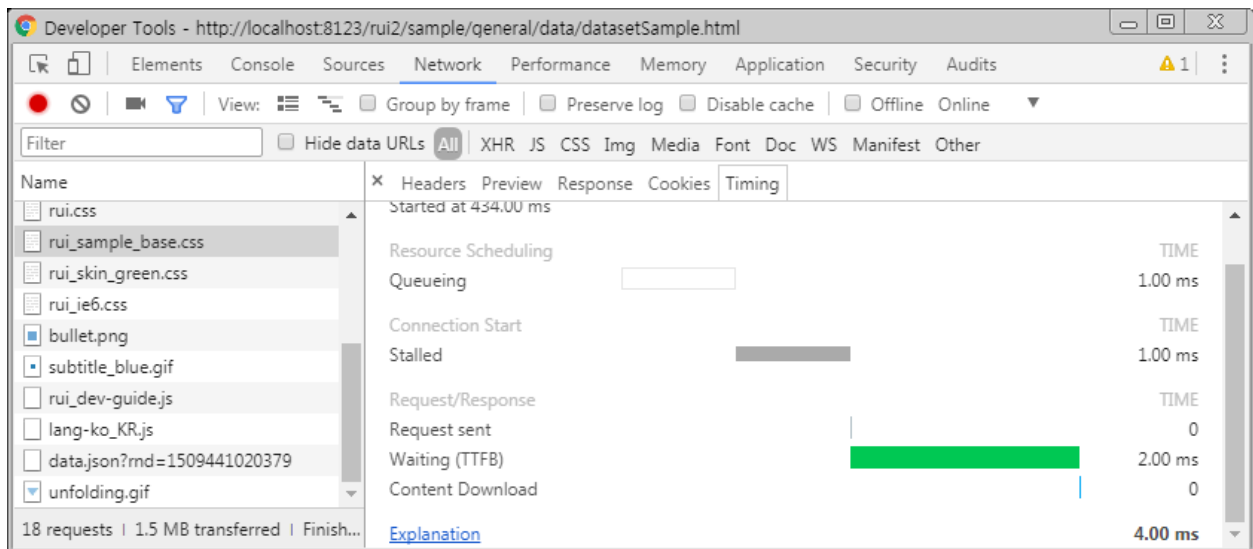 Developer Tools - http://localhost:8123/rui2/sample/general/data/datasetSample.html
Elements Console Sources Network Performance Memory Application Security Audits 1
View: Group by frame Preserve log Disable cache Offline Online
Filter Hide data URLs All XHR JS CSS Img Media Font Doc WS Manifest Other
Name
rui.css
rui_sample_base.css
rui_skin_green.css
rui_ie6.css
bullet.png
subtitle_blue.gif
rui_dev-guide.js
lang-ko_KR.js
data.json?rnd=1509441020379
unfolding.gif
18 requests | 1.5 MB transferred | Finish...
× Headers Preview Response Cookies Timing
Started at 434.00 ms
Resource Scheduling TIME
Queueing 1.00 ms
Connection Start TIME
Stalled 1.00 ms
Request/Response TIME
Request sent 0
Waiting (TTFB) 2.00 ms
Content Download 0
Explanation 4.00 ms